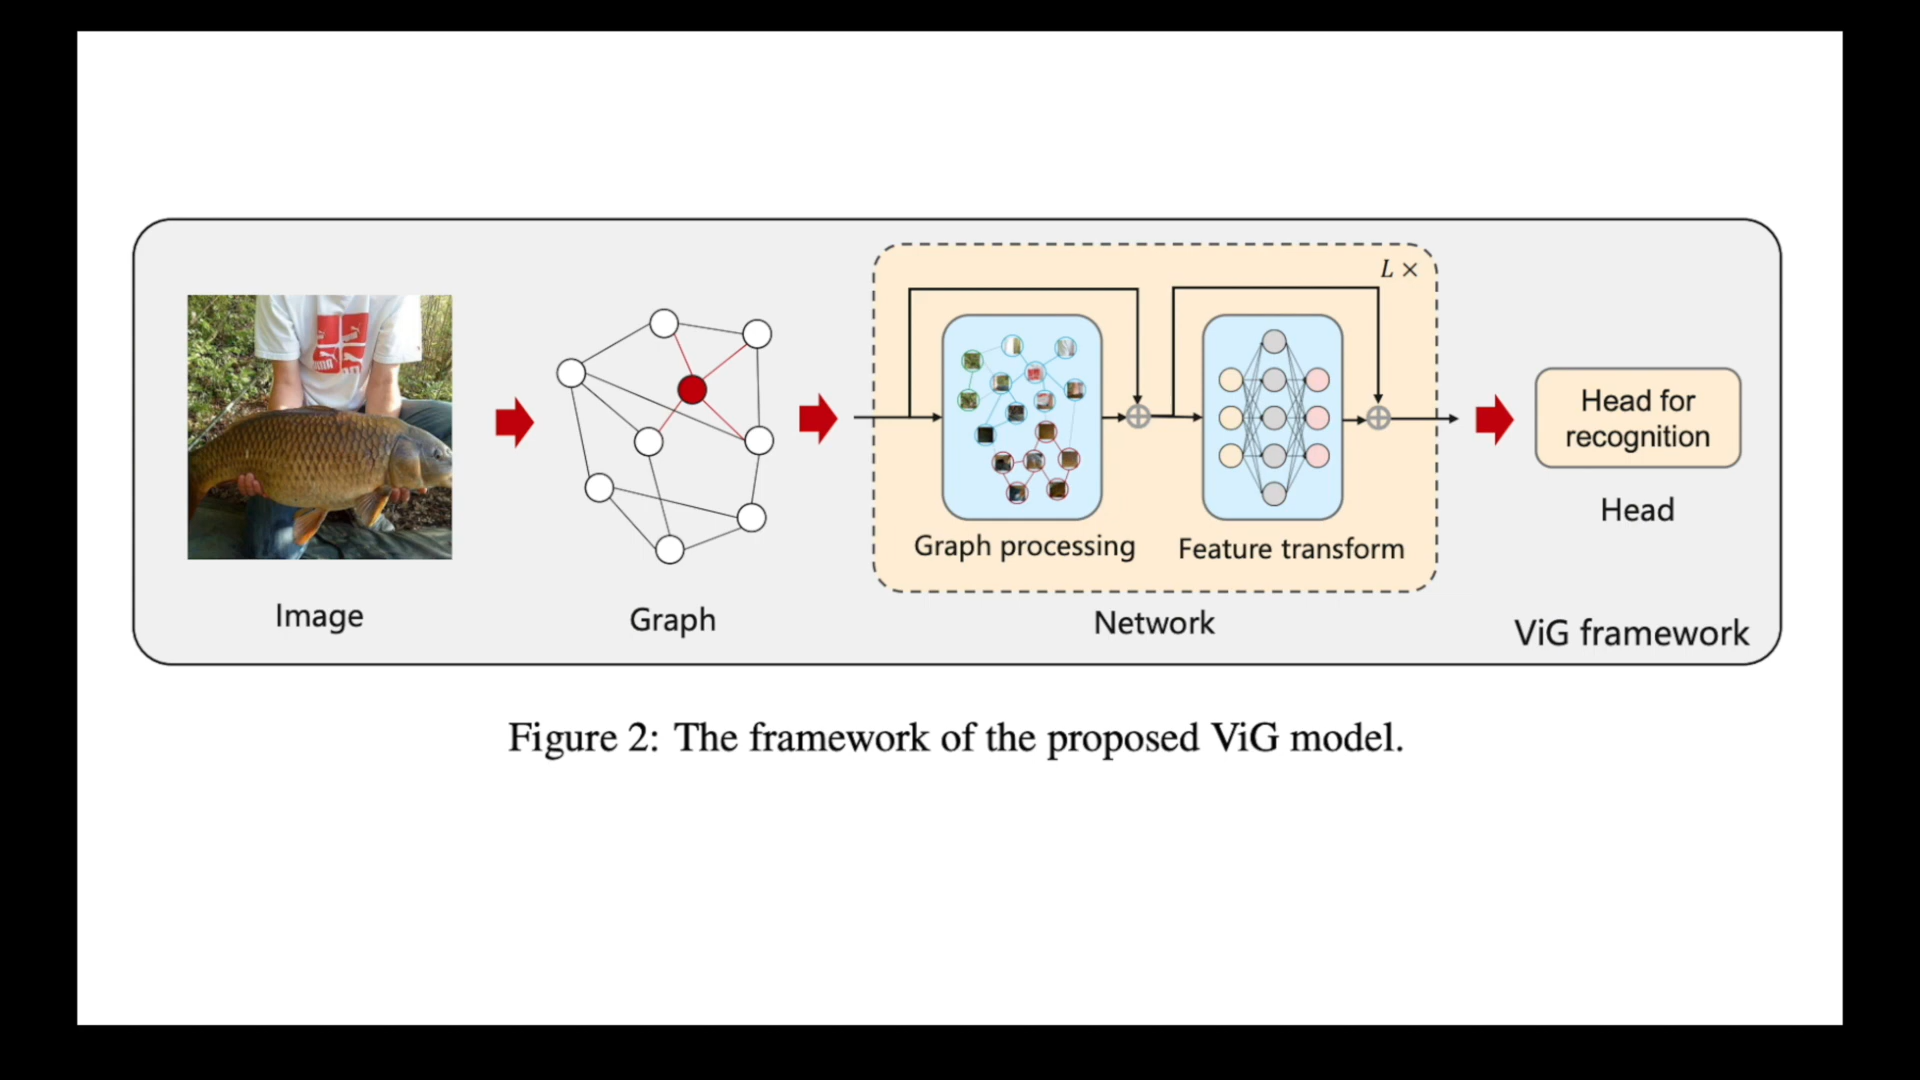 L ×
Head for
recognition
Head
Graph processing
Feature transform
Image
Graph
Network
ViG framework
Figure 2: The framework of the proposed ViG model.